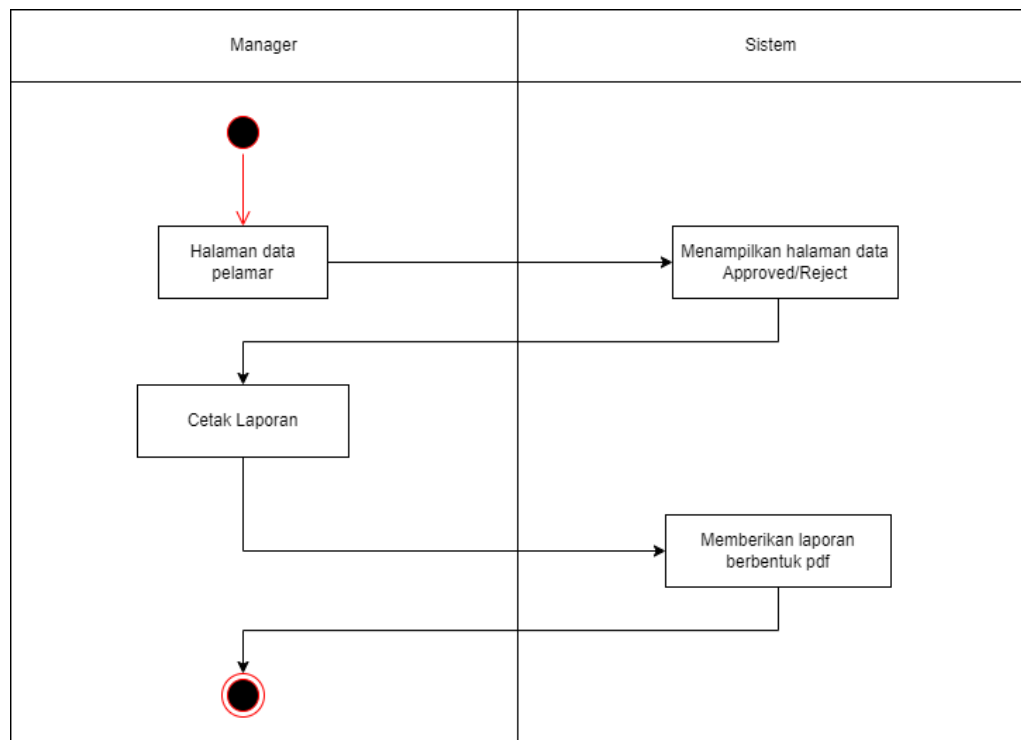 Manager
Sistem
Halaman data
pelamar
Menampilkan halaman data
Approved/Reject
Cetak Laporan
Memberikan laporan
berbentuk pdf